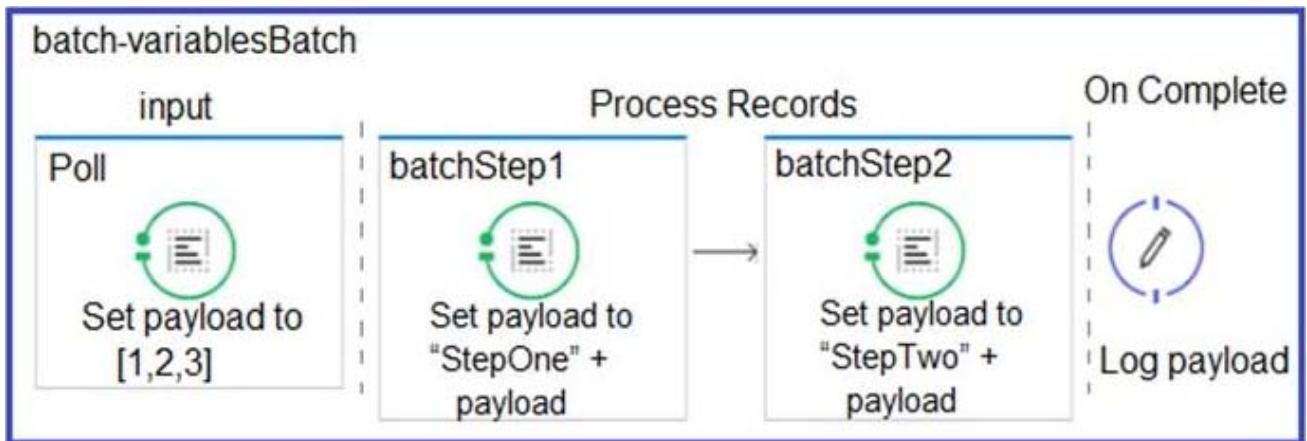 batch-variablesBatch
input
Process Records
On Complete
Poll
Set payload to
[1,2,3]
batchStep1
Set payload to
“StepOne” +
payload
batchStep2
Set payload to
“StepTwo” +
payload
Log payload